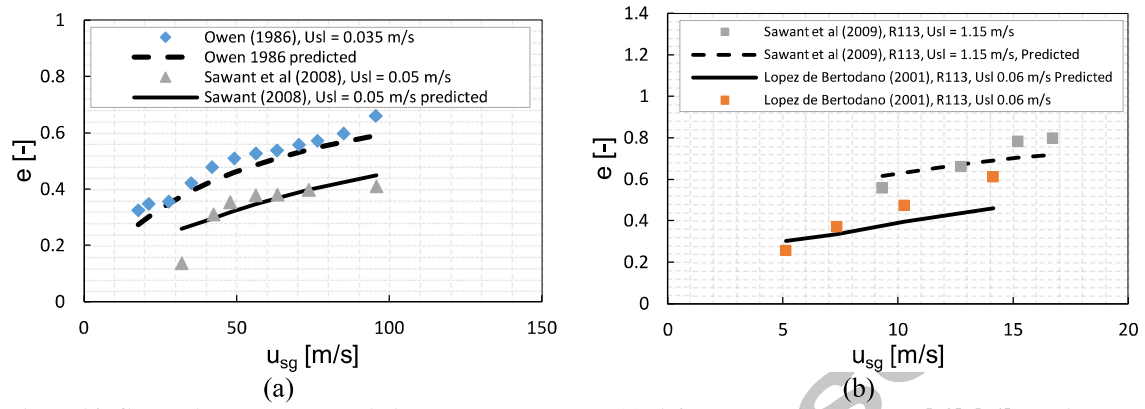 1
0.8
0.6
0.4
0.2
0
e [-]
Owen (1986), Usl = 0.035 m/s
Owen 1986 predicted
Sawant et al (2008), Usl = 0.05 m/s
Sawant (2008), Usl = 0.05 m/s predicted
0 50 100 150
usg [m/s]
(a)
1.4
1.2
1
0.8
0.6
0.4
0.2
0
e [-]
Sawant et al (2009), R113, Usl = 1.15 m/s
Sawant et al (2009), R113, Usl = 1.15 m/s, Predicted
Lopez de Bertodano (2001), R113, Usl 0.06 m/s Predicted
Lopez de Bertodano (2001), R113, Usl 0.06 m/s
0 5 10 15 20
usg [m/s]
(b)